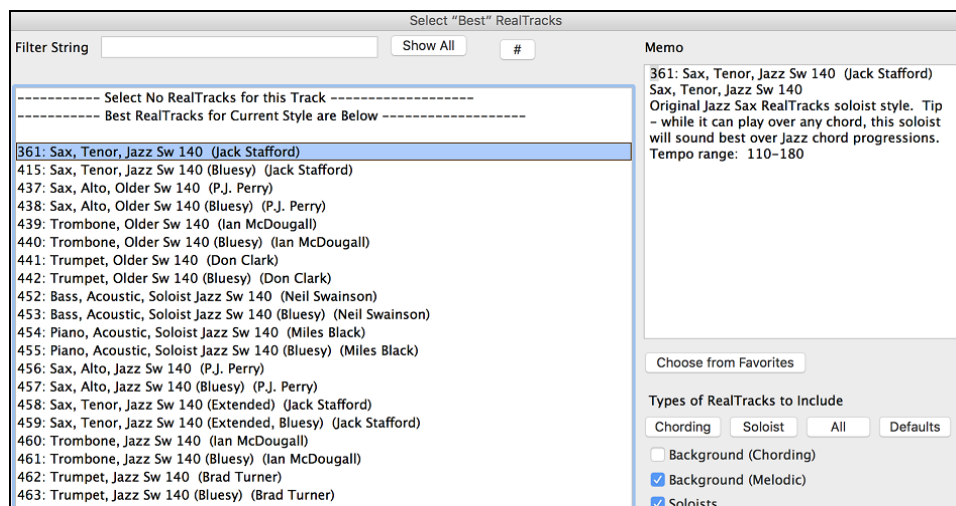 Select “Best” RealTracks
Filter String
Show All
#
----------- Select No RealTracks for this Track -------------------
----------- Best RealTracks for Current Style are Below -------------------
361: Sax, Tenor, Jazz Sw 140  (Jack Stafford)
415: Sax, Tenor, Jazz Sw 140 (Bluesy)  (Jack Stafford)
437: Sax, Alto, Older Sw 140  (P.J. Perry)
438: Sax, Alto, Older Sw 140 (Bluesy)  (P.J. Perry)
439: Trombone, Older Sw 140  (Ian McDougall)
440: Trombone, Older Sw 140 (Bluesy)  (Ian McDougall)
441: Trumpet, Older Sw 140  (Don Clark)
442: Trumpet, Older Sw 140 (Bluesy)  (Don Clark)
452: Bass, Acoustic, Soloist Jazz Sw 140  (Neil Swainson)
453: Bass, Acoustic, Soloist Jazz Sw 140 (Bluesy)  (Neil Swainson)
454: Piano, Acoustic, Soloist Jazz Sw 140  (Miles Black)
455: Piano, Acoustic, Soloist Jazz Sw 140 (Bluesy)  (Miles Black)
456: Sax, Alto, Jazz Sw 140  (P.J. Perry)
457: Sax, Alto, Jazz Sw 140 (Bluesy)  (P.J. Perry)
458: Sax, Tenor, Jazz Sw 140 (Extended)  (Jack Stafford)
459: Sax, Tenor, Jazz Sw 140 (Extended, Bluesy)  (Jack Stafford)
460: Trombone, Jazz Sw 140  (Ian McDougall)
461: Trombone, Jazz Sw 140 (Bluesy)  (Ian McDougall)
462: Trumpet, Jazz Sw 140  (Brad Turner)
463: Trumpet, Jazz Sw 140 (Bluesy)  (Brad Turner)
Memo
361: Sax, Tenor, Jazz Sw 140  (Jack Stafford)
Sax, Tenor, Jazz Sw 140
Original Jazz Sax RealTracks soloist style.  Tip
- while it can play over any chord, this soloist
will sound best over Jazz chord progressions.
Tempo range:  110-180
Choose from Favorites
Types of RealTracks to Include
Chording
Soloist
All
Defaults
Background (Chording)
Background (Melodic)
Soloists